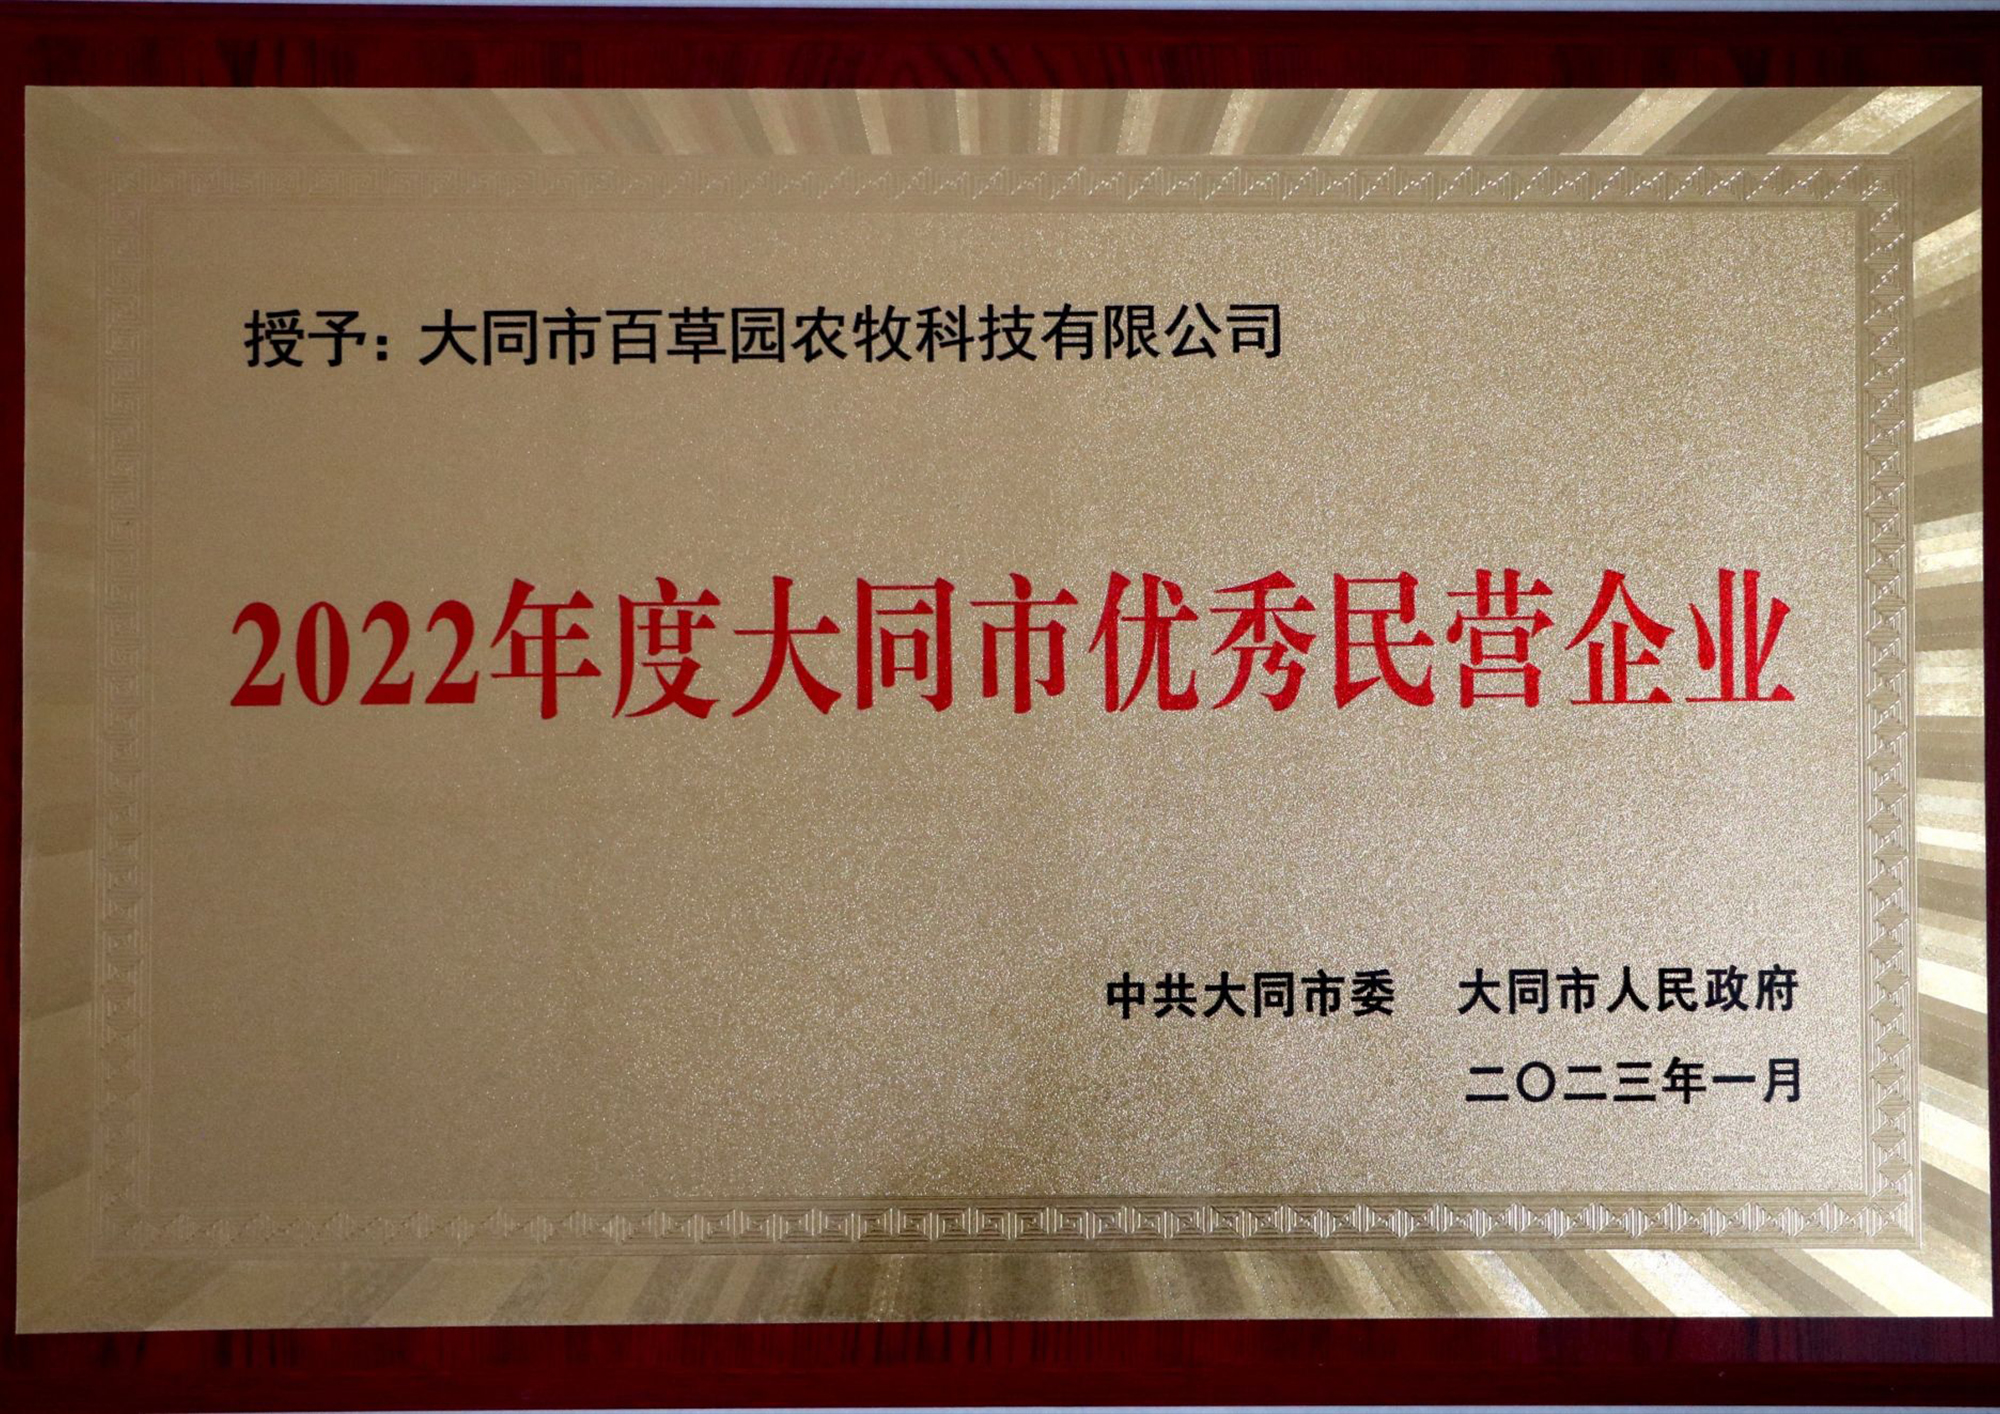 授予：大同市百草园农牧科技有限公司
2022年度大同市优秀民营企业
中共大同市委　大同市人民政府
二〇二三年一月